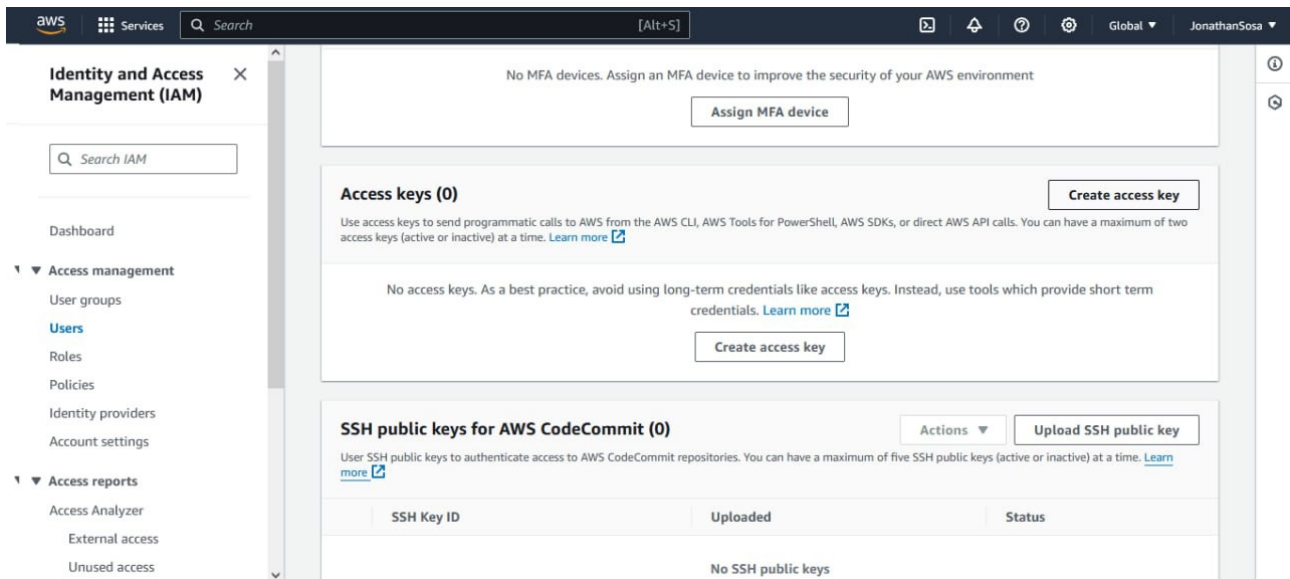 aws
Services
Search
[Alt+S]
Global
JonathanSosa
Identity and Access
Management (IAM)
Search IAM
Dashboard
Access management
User groups
Users
Roles
Policies
Identity providers
Account settings
Access reports
Access Analyzer
External access
Unused access
No MFA devices. Assign an MFA device to improve the security of your AWS environment
Assign MFA device
Access keys (0)
Create access key
Use access keys to send programmatic calls to AWS from the AWS CLI, AWS Tools for PowerShell, AWS SDKs, or direct AWS API calls. You can have a maximum of two
access keys (active or inactive) at a time. Learn more
No access keys. As a best practice, avoid using long-term credentials like access keys. Instead, use tools which provide short term
credentials. Learn more
Create access key
SSH public keys for AWS CodeCommit (0)
Actions
Upload SSH public key
User SSH public keys to authenticate access to AWS CodeCommit repositories. You can have a maximum of five SSH public keys (active or inactive) at a time. Learn
more
SSH Key ID
Uploaded
Status
No SSH public keys